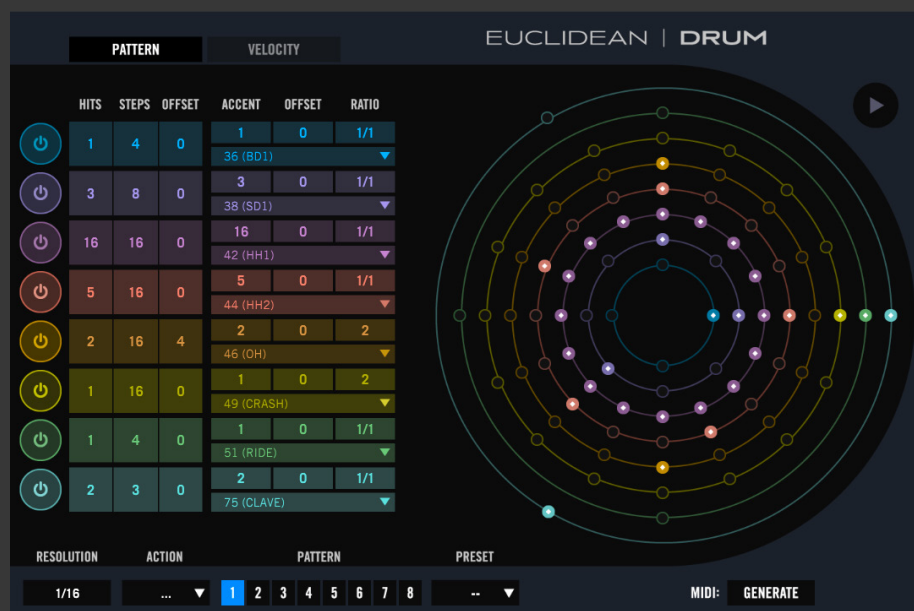 EUCLIDEAN | DRUM
PATTERN VELOCITY
HITS STEPS OFFSET ACCENT OFFSET RATIO
1 4 0 1 0 1/1
36 (BD1)
3 8 0 3 0 1/1
38 (SD1)
16 16 0 16 0 1/1
42 (HH1)
5 16 0 5 0 1/1
44 (HH2)
2 16 4 2 0 2
46 (OH)
1 16 0 1 0 2
49 (CRASH)
1 4 0 1 0 1/1
51 (RIDE)
2 3 0 2 0 1/1
75 (CLAVE)
RESOLUTION ACTION PATTERN PRESET
1/16 ... 1 2 3 4 5 6 7 8 -- MIDI: GENERATE